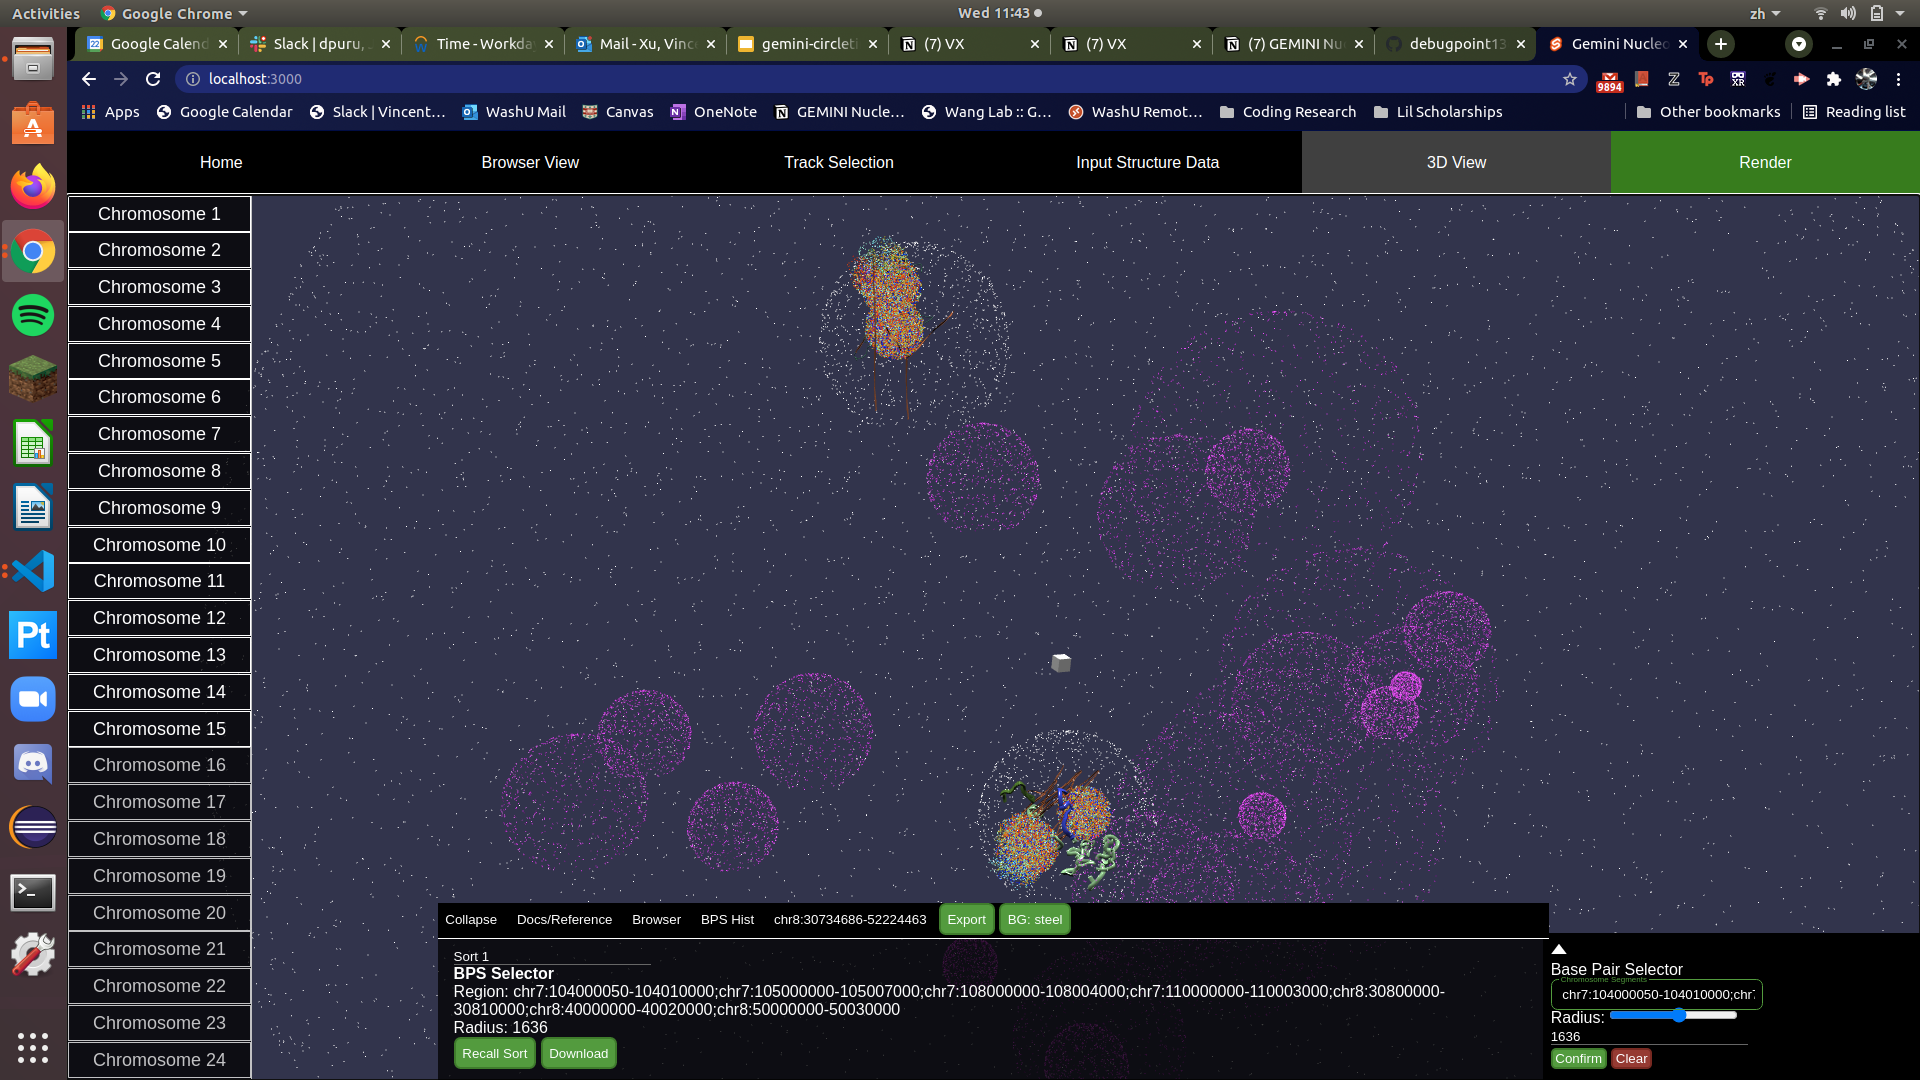 Activities Google Chrome Wed 11:43 zh
Google Calend Slack | dpuru, Time - Workda Mail - Xu, Vinc gemini-circlet (7) VX (7) VX (7) GEMINI Nu debugpoint13 Gemini Nucleo
localhost:3000 9894
Apps Google Calendar Slack | Vincent... WashU Mail Canvas OneNote GEMINI Nucle... Wang Lab :: G... WashU Remot... Coding Research Lil Scholarships Other bookmarks Reading list
Home Browser View Track Selection Input Structure Data 3D View Render
Chromosome 1
Chromosome 2
Chromosome 3
Chromosome 4
Chromosome 5
Chromosome 6
Chromosome 7
Chromosome 8
Chromosome 9
Chromosome 10
Chromosome 11
Chromosome 12
Chromosome 13
Chromosome 14
Chromosome 15
Chromosome 16
Chromosome 17
Chromosome 18
Chromosome 19
Chromosome 20
Chromosome 21
Chromosome 22
Chromosome 23
Chromosome 24
Pt
Collapse Docs/Reference Browser BPS Hist chr8:30734686-52224463 Export BG: steel
Sort 1
BPS Selector
Region: chr7:104000050-104010000;chr7:105000000-105007000;chr7:108000000-108004000;chr7:110000000-110003000;chr8:30800000-
30810000;chr8:40000000-40020000;chr8:50000000-50030000
Radius: 1636
Recall Sort Download
Base Pair Selector
Chromosome Segments
chr7:104000050-104010000;chr7
Radius:
1636
Confirm Clear